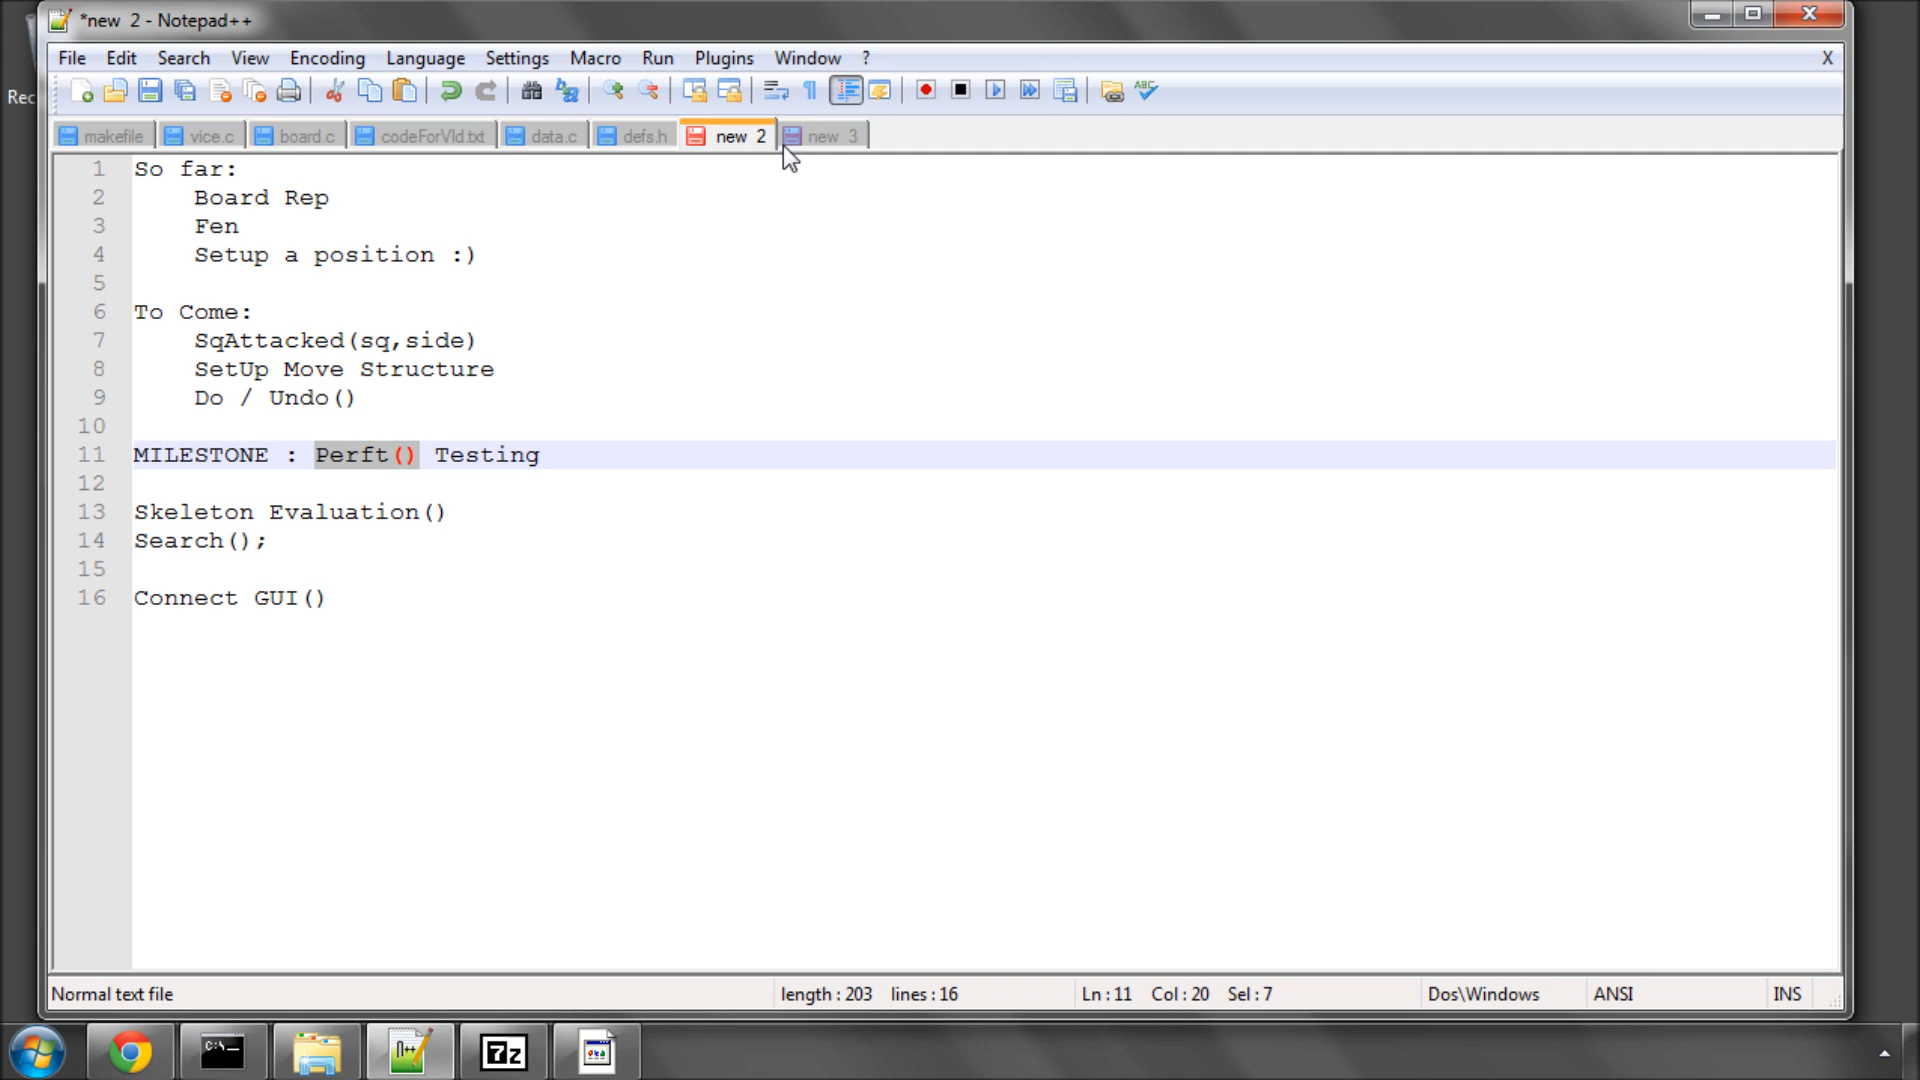 *new  2 - Notepad++
File Edit Search View Encoding Language Settings Macro Run Plugins Window ? X
Rec
makefile vice.c board.c codeForVId.txt data.c defs.h new  2 new  3
1 So far:
2 Board Rep
3 Fen
4 Setup a position :)
5
6 To Come:
7 SqAttacked(sq,side)
8 SetUp Move Structure
9 Do / Undo()
10
11 MILESTONE : Perft() Testing
12
13 Skeleton Evaluation()
14 Search();
15
16 Connect GUI()
Normal text file length : 203 lines : 16 Ln : 11 Col : 20 Sel : 7 Dos\Windows ANSI INS
C:\ 7z